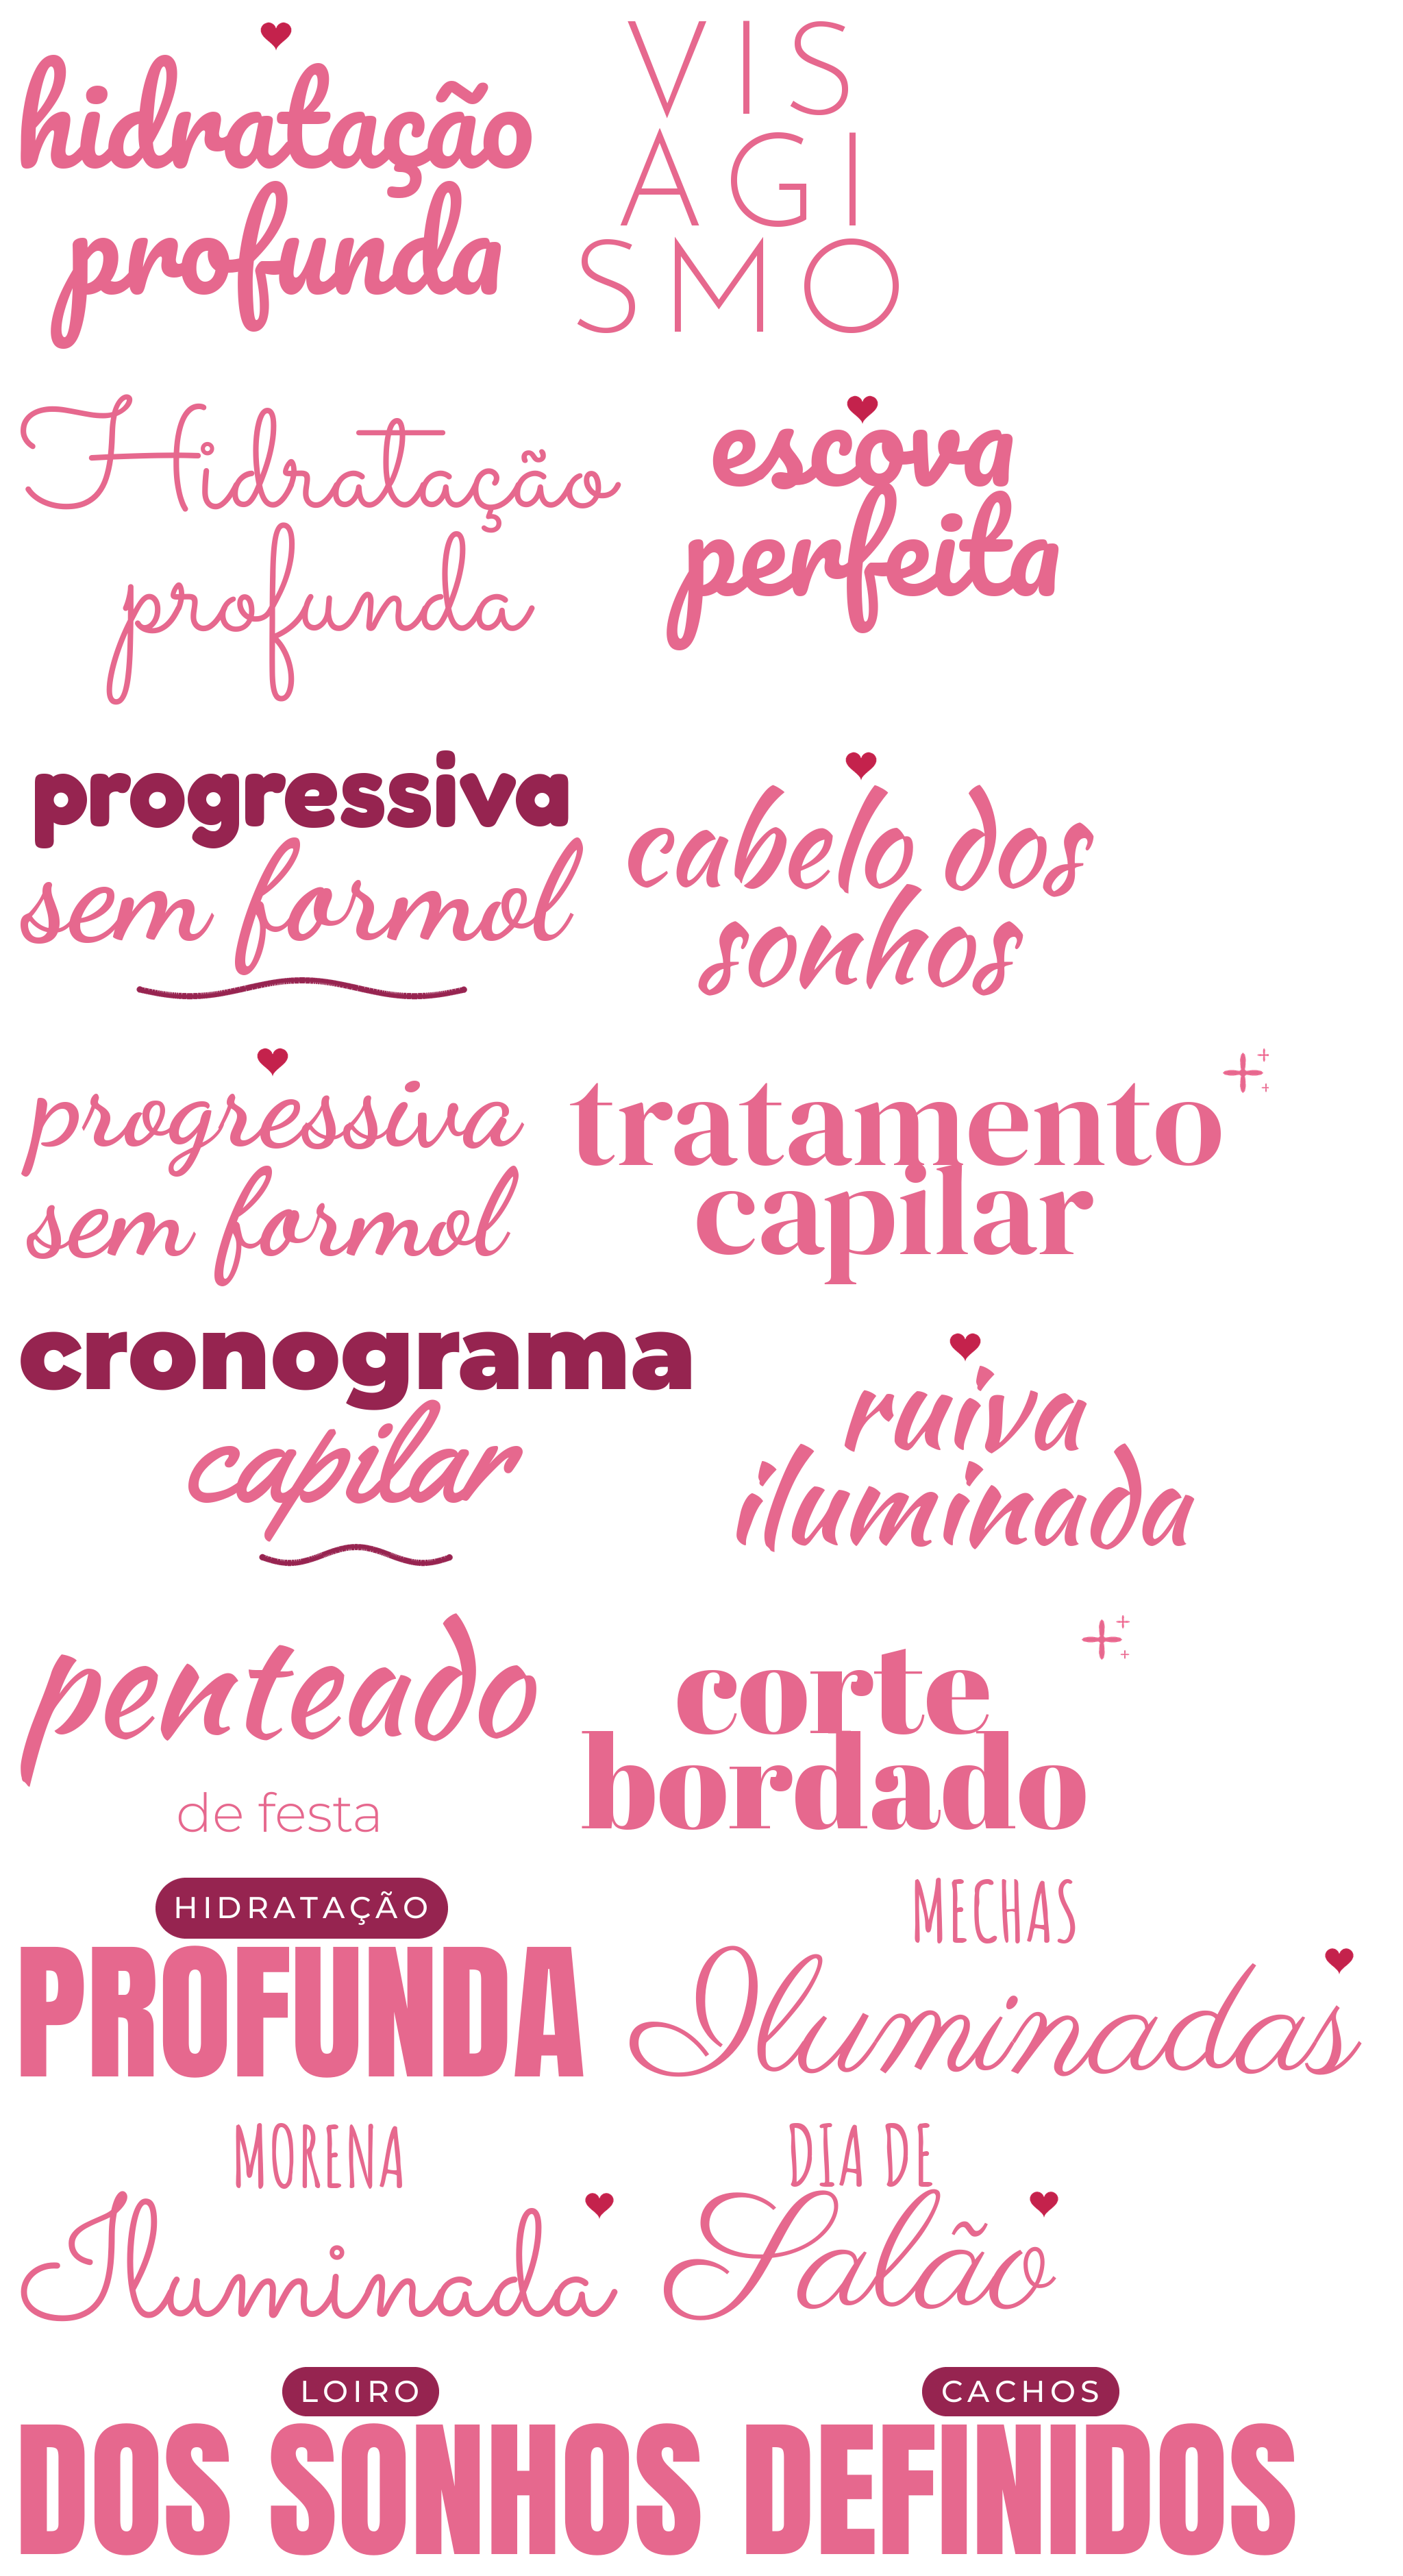 hidratação
profunda
VIS
AGI
SMO
Hidratação
profunda
escova
perfeita
progressiva
sem formol
cabelo dos
sonhos
progressiva
sem formol
tratamento
capilar
cronograma
capilar
ruiva
iluminada
penteado
de festa
corte
bordado
HIDRATAÇÃO
PROFUNDA
MECHAS
Iluminadas
MORENA
Iluminada
DIA DE
Salão
LOIRO
DOS SONHOS
CACHOS
DEFINIDOS